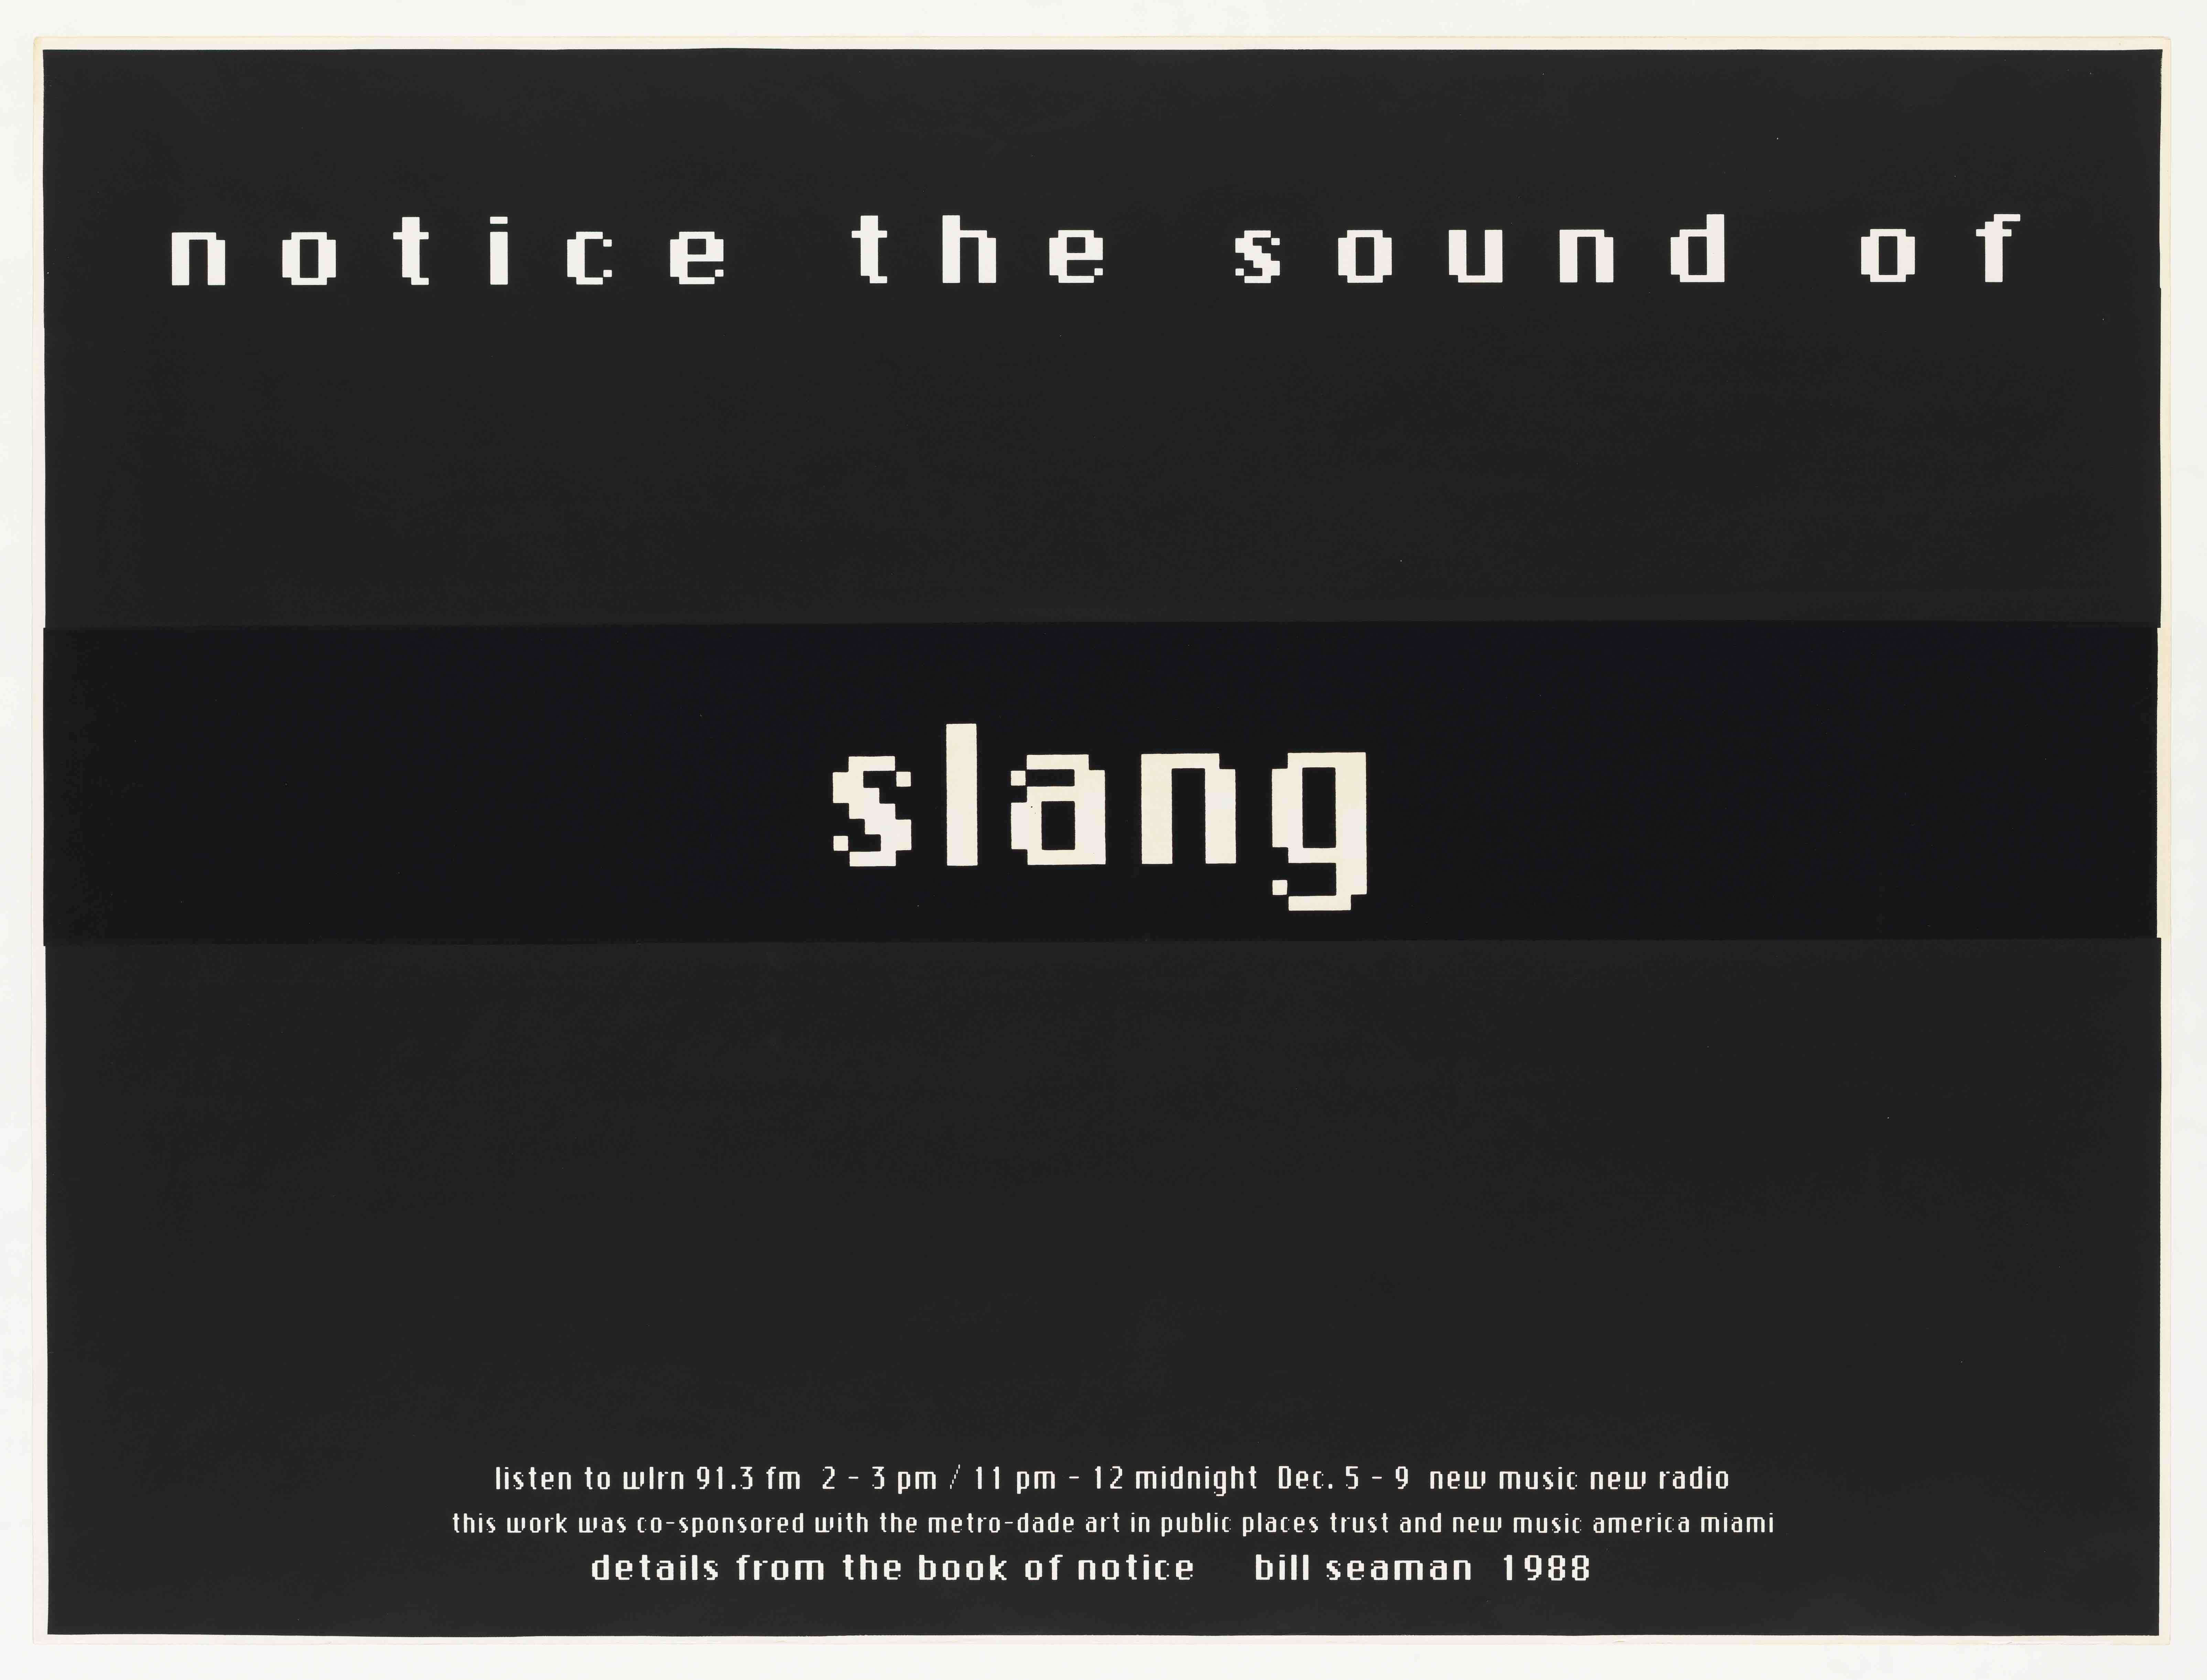 notice the sound of
slang
listen to wlrn 91.3 fm 2 - 3 pm / 11 pm - 12 midnight Dec. 5 - 9 new music new radio
this work was co-sponsored with the metro-dade art in public places trust and new music america miami
details from the book of notice bill seaman 1988